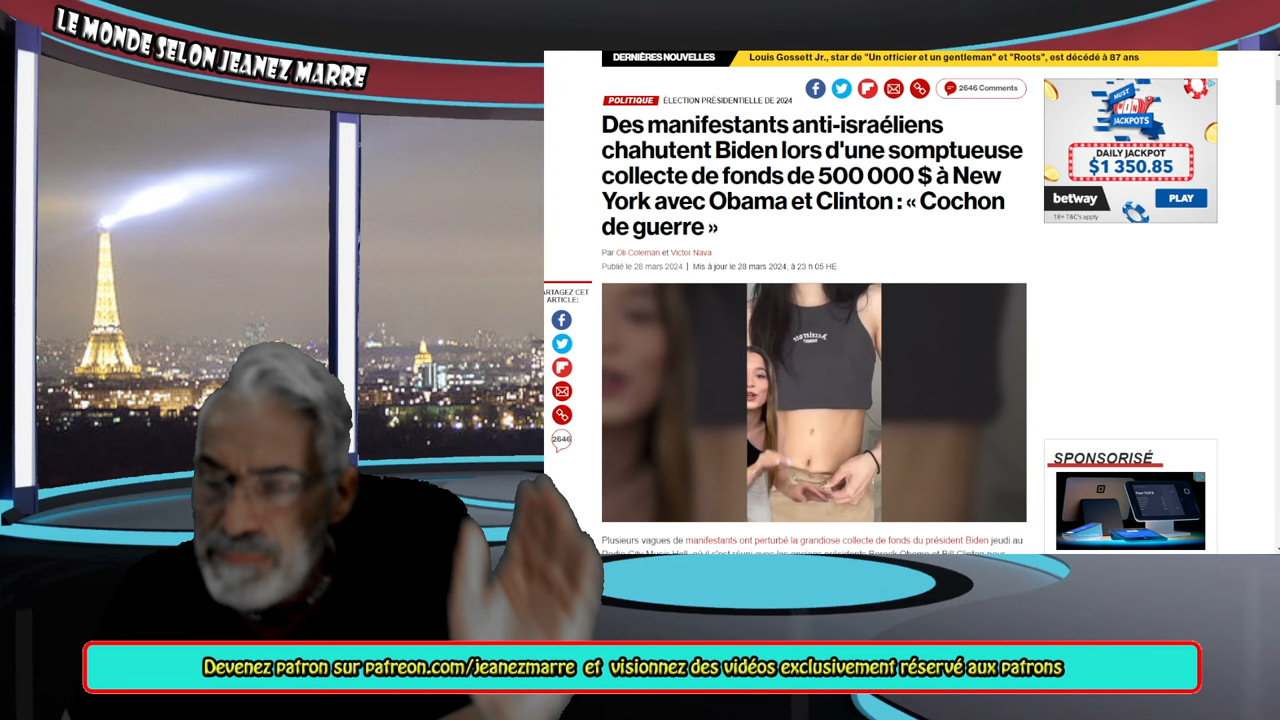 LE MONDE SELON JEANEZ MARRE
DERNIÈRES NOUVELLES
Louis Gossett Jr., star de "Un officier et un gentleman" et "Roots", est décédé à 87 ans
POLITIQUE
ÉLECTION PRÉSIDENTIELLE DE 2024
2646 Comments
Des manifestants anti-israéliens
chahutent Biden lors d'une somptueuse
collecte de fonds de 500 000 $ à New
York avec Obama et Clinton : « Cochon
de guerre »
Par Oli Coleman et Victor Nava
Publié le 28 mars 2024 | Mis à jour le 28 mars 2024, à 23 h 05 HE
ARTAGEZ CET
ARTICLE:
2646
Plusieurs vagues de manifestants ont perturbé la grandiose collecte de fonds du président Biden jeudi au
MUST
WIN
JACKPOTS
DAILY JACKPOT
$1 350.85
betway
PLAY
18+ T&C's apply
SPONSORISÉ
Devenez patron sur patreon.com/jeanezmarre et visionnez des vidéos exclusivement réservé aux patrons